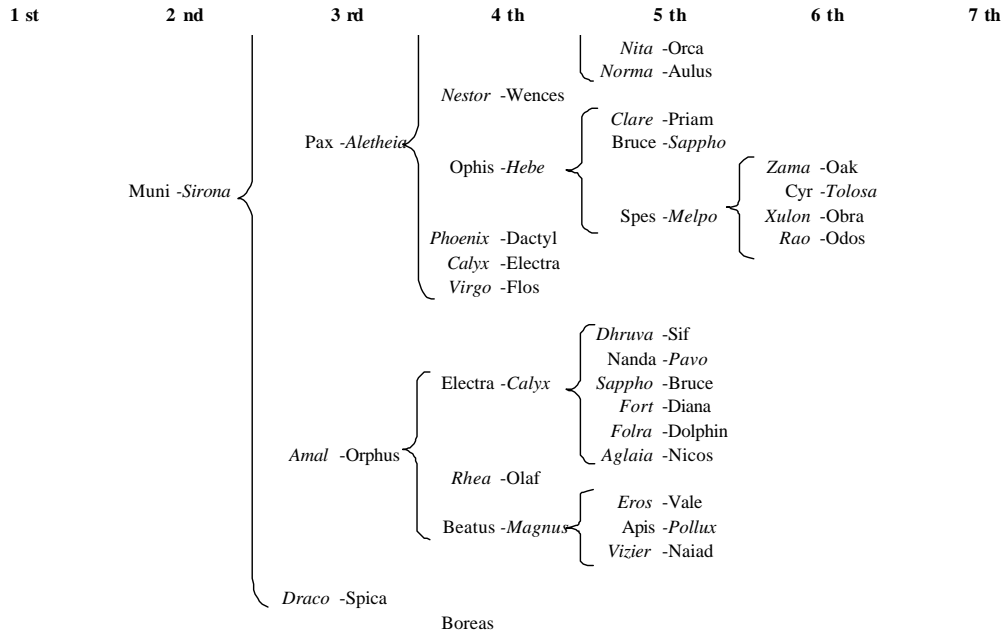 1 st 2 nd 3 rd 4 th 5 th 6 th 7 th
Nita -Orca
Norma -Aulus
Nestor -Wences
Clare -Priam
Pax -Aletheia
Bruce -Sappho
Ophis -Hebe
Zama -Oak
Muni -Sirona
Cyr -Tolosa
Spes -Melpo
Xulon -Obra
Phoenix -Dactyl
Rao -Odos
Calyx -Electra
Virgo -Flos
Dhruva -Sif
Nanda -Pavo
Electra -Calyx
Sappho -Bruce
Fort -Diana
Folra -Dolphin
Amal -Orphus
Aglaia -Nicos
Rhea -Olaf
Eros -Vale
Beatus -Magnus
Apis -Pollux
Vizier -Naiad
Draco -Spica
Boreas